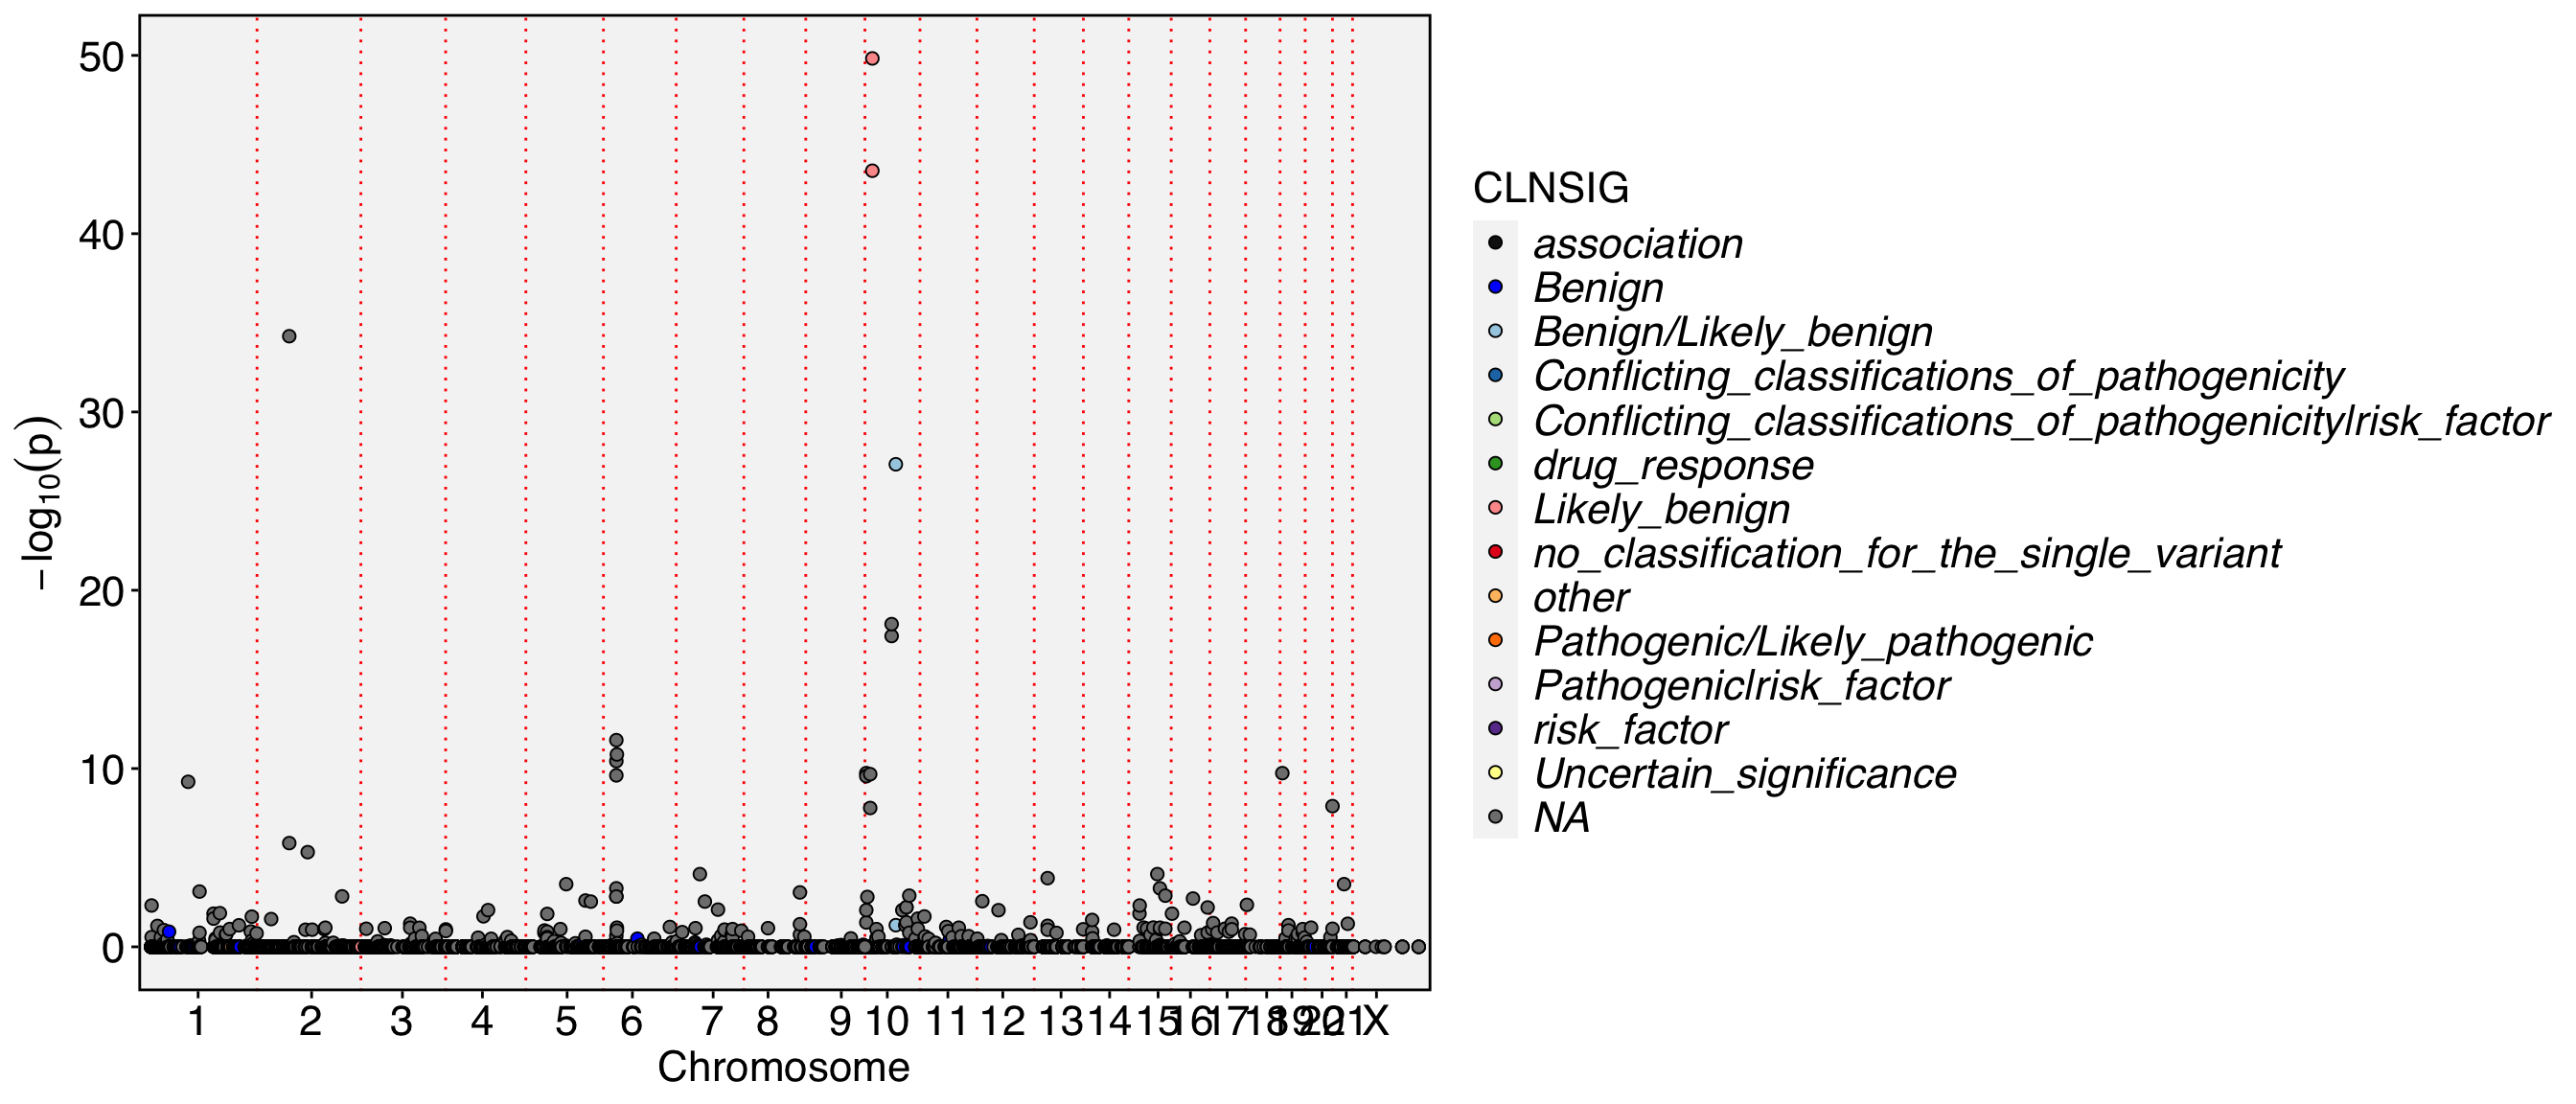 50
40
30
20
10
0
−log10(p)
1 2 3 4 5 6 7 8 9 10 11 12 13 14 15 16 17 18 19 20 21 X
Chromosome
CLNSIG
association
Benign
Benign/Likely_benign
Conflicting_classifications_of_pathogenicity
Conflicting_classifications_of_pathogenicity|risk_factor
drug_response
Likely_benign
no_classification_for_the_single_variant
other
Pathogenic/Likely_pathogenic
Pathogenic|risk_factor
risk_factor
Uncertain_significance
NA